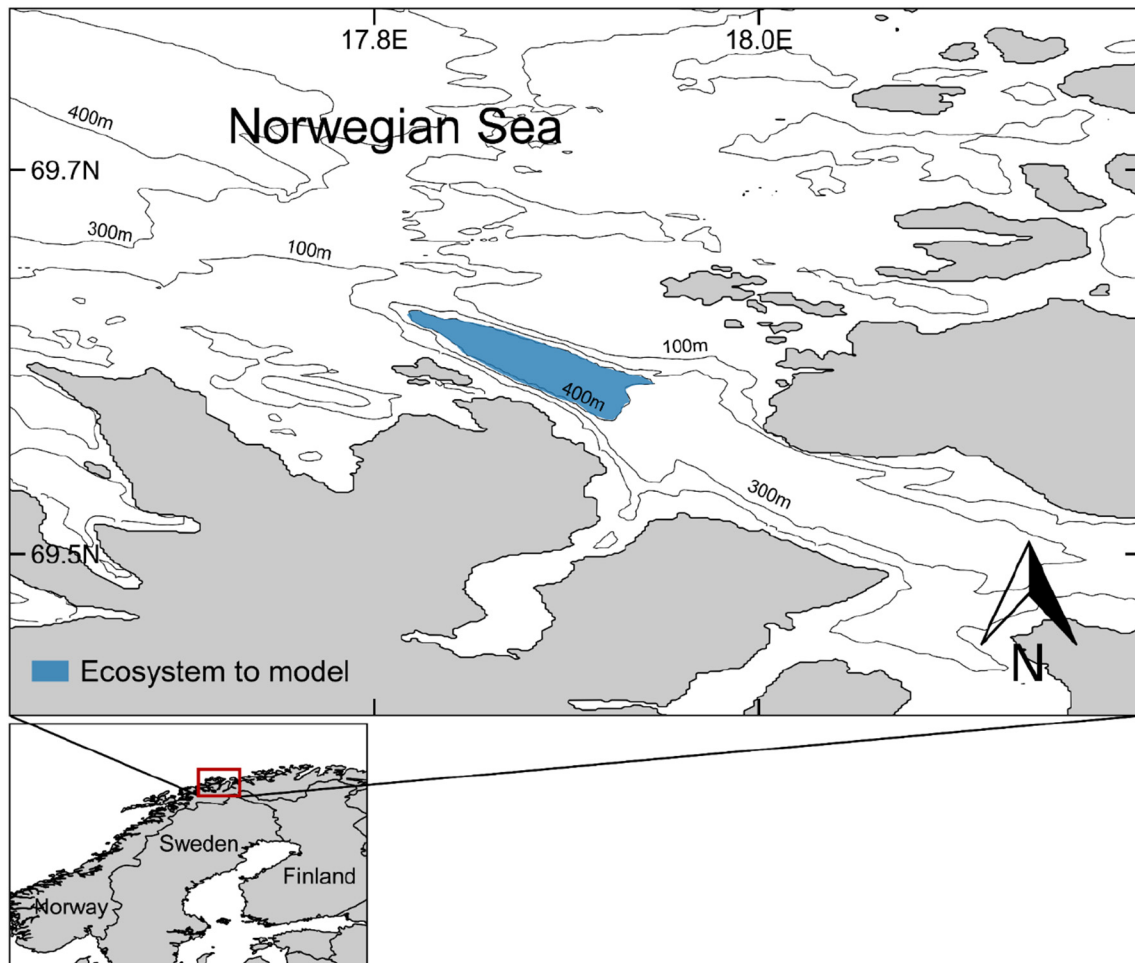 17.8E
18.0E
400m
Norwegian Sea
69.7N
300m
100m
100m
400m
300m
69.5N
Ecosystem to model
N
Sweden
Finland
Norway